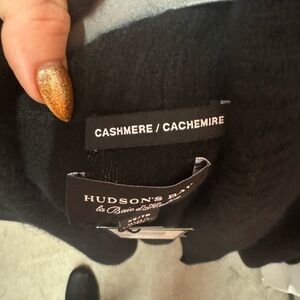 CASHMERE / CACHEMIRE
HUDSON'S BAY
la Baie d'